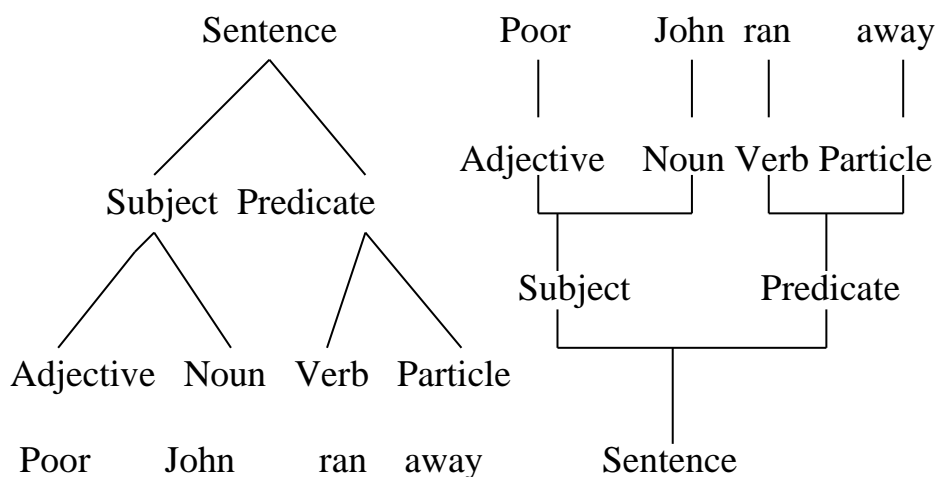 Sentence
Subject Predicate
Adjective Noun Verb Particle
Poor John ran away
Poor John ran away
Adjective Noun Verb Particle
Subject Predicate
Sentence